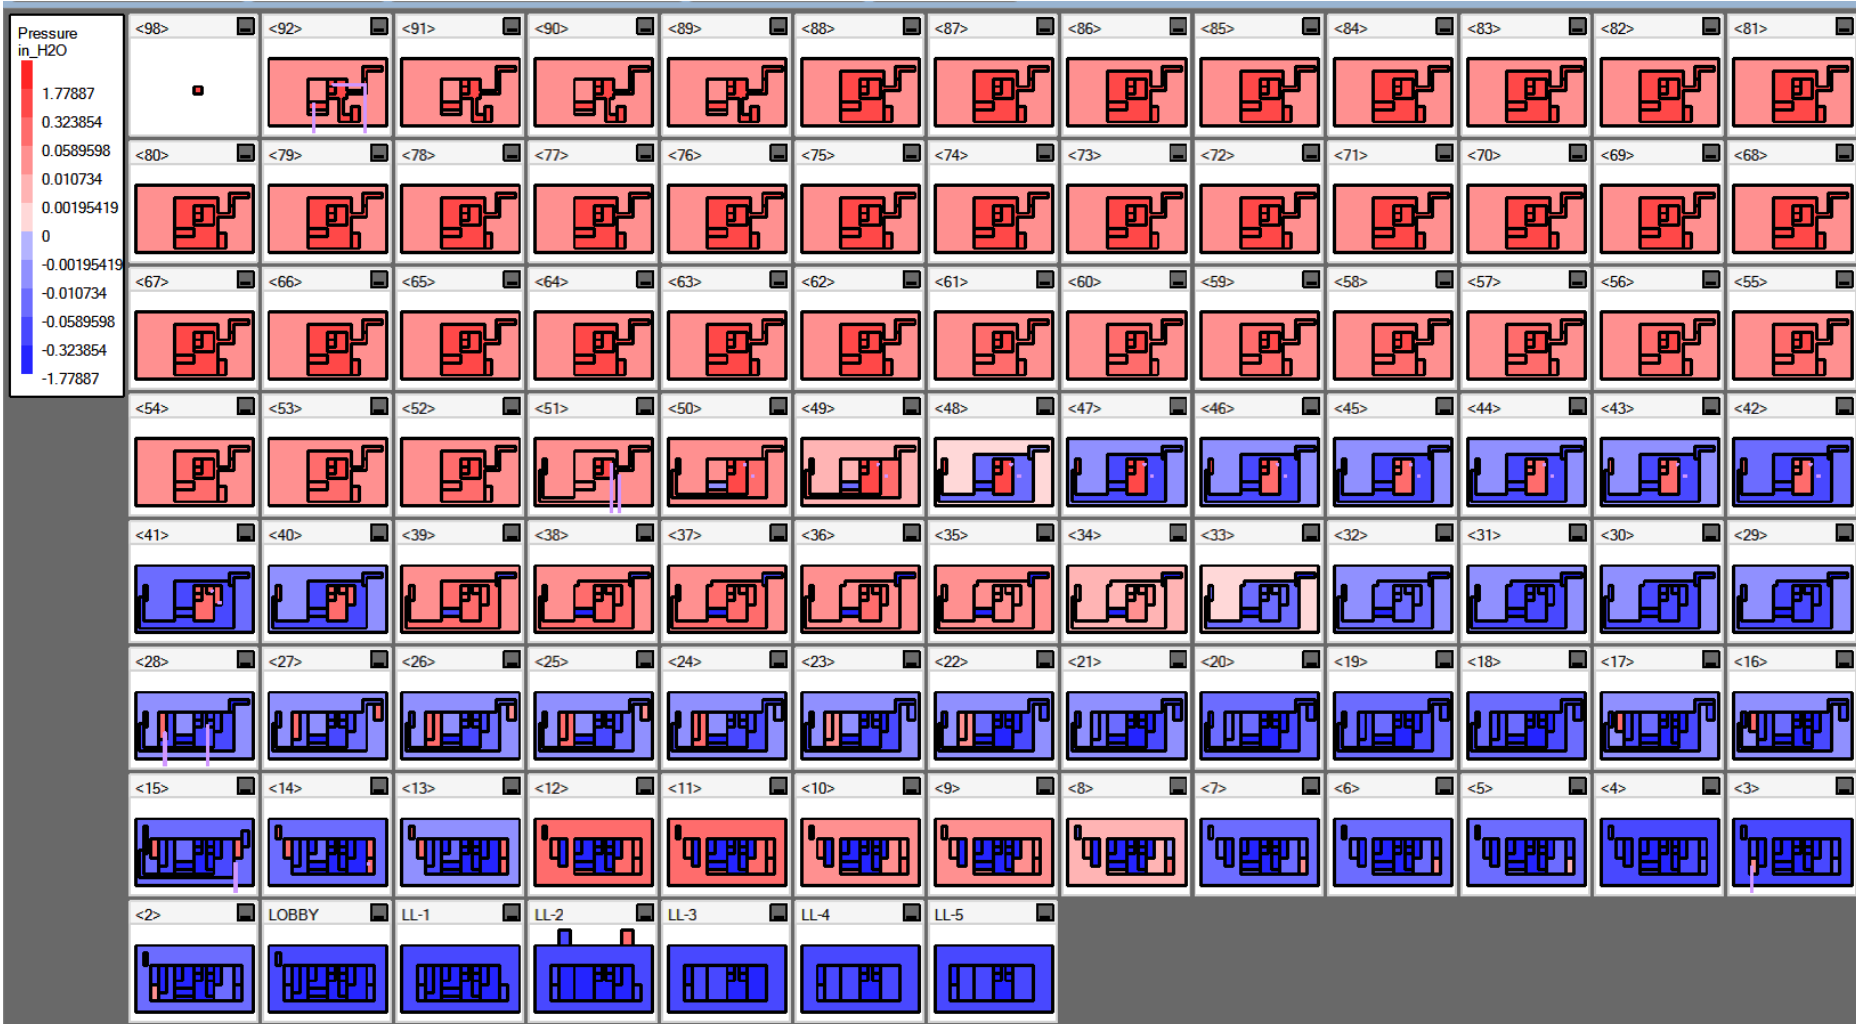 Pressure
in_H2O
1.77887
0.323854
0.0589598
0.010734
0.00195419
0
-0.00195419
-0.010734
-0.0589598
-0.323854
-1.77887
<98> <92> <91> <90> <89> <88> <87> <86> <85> <84> <83> <82> <81>
<80> <79> <78> <77> <76> <75> <74> <73> <72> <71> <70> <69> <68>
<67> <66> <65> <64> <63> <62> <61> <60> <59> <58> <57> <56> <55>
<54> <53> <52> <51> <50> <49> <48> <47> <46> <45> <44> <43> <42>
<41> <40> <39> <38> <37> <36> <35> <34> <33> <32> <31> <30> <29>
<28> <27> <26> <25> <24> <23> <22> <21> <20> <19> <18> <17> <16>
<15> <14> <13> <12> <11> <10> <9> <8> <7> <6> <5> <4> <3>
<2> LOBBY LL-1 LL-2 LL-3 LL-4 LL-5